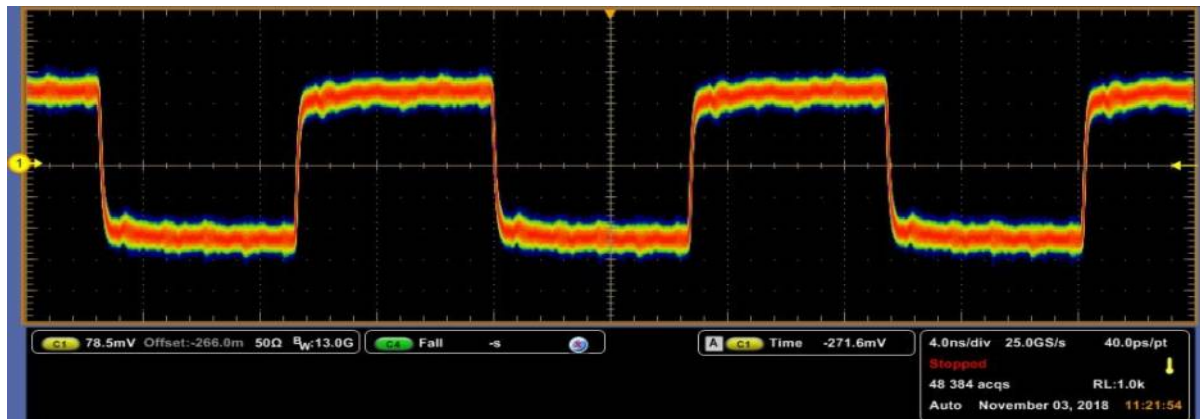 1
C1 78.5mV Offset:-266.0m 50Ω BW:13.0G
C4 Fall -s
A C1 Time -271.6mV
4.0ns/div 25.0GS/s 40.0ps/pt
Stopped
48 384 acqs RL:1.0k
Auto November 03, 2018 11:21:54